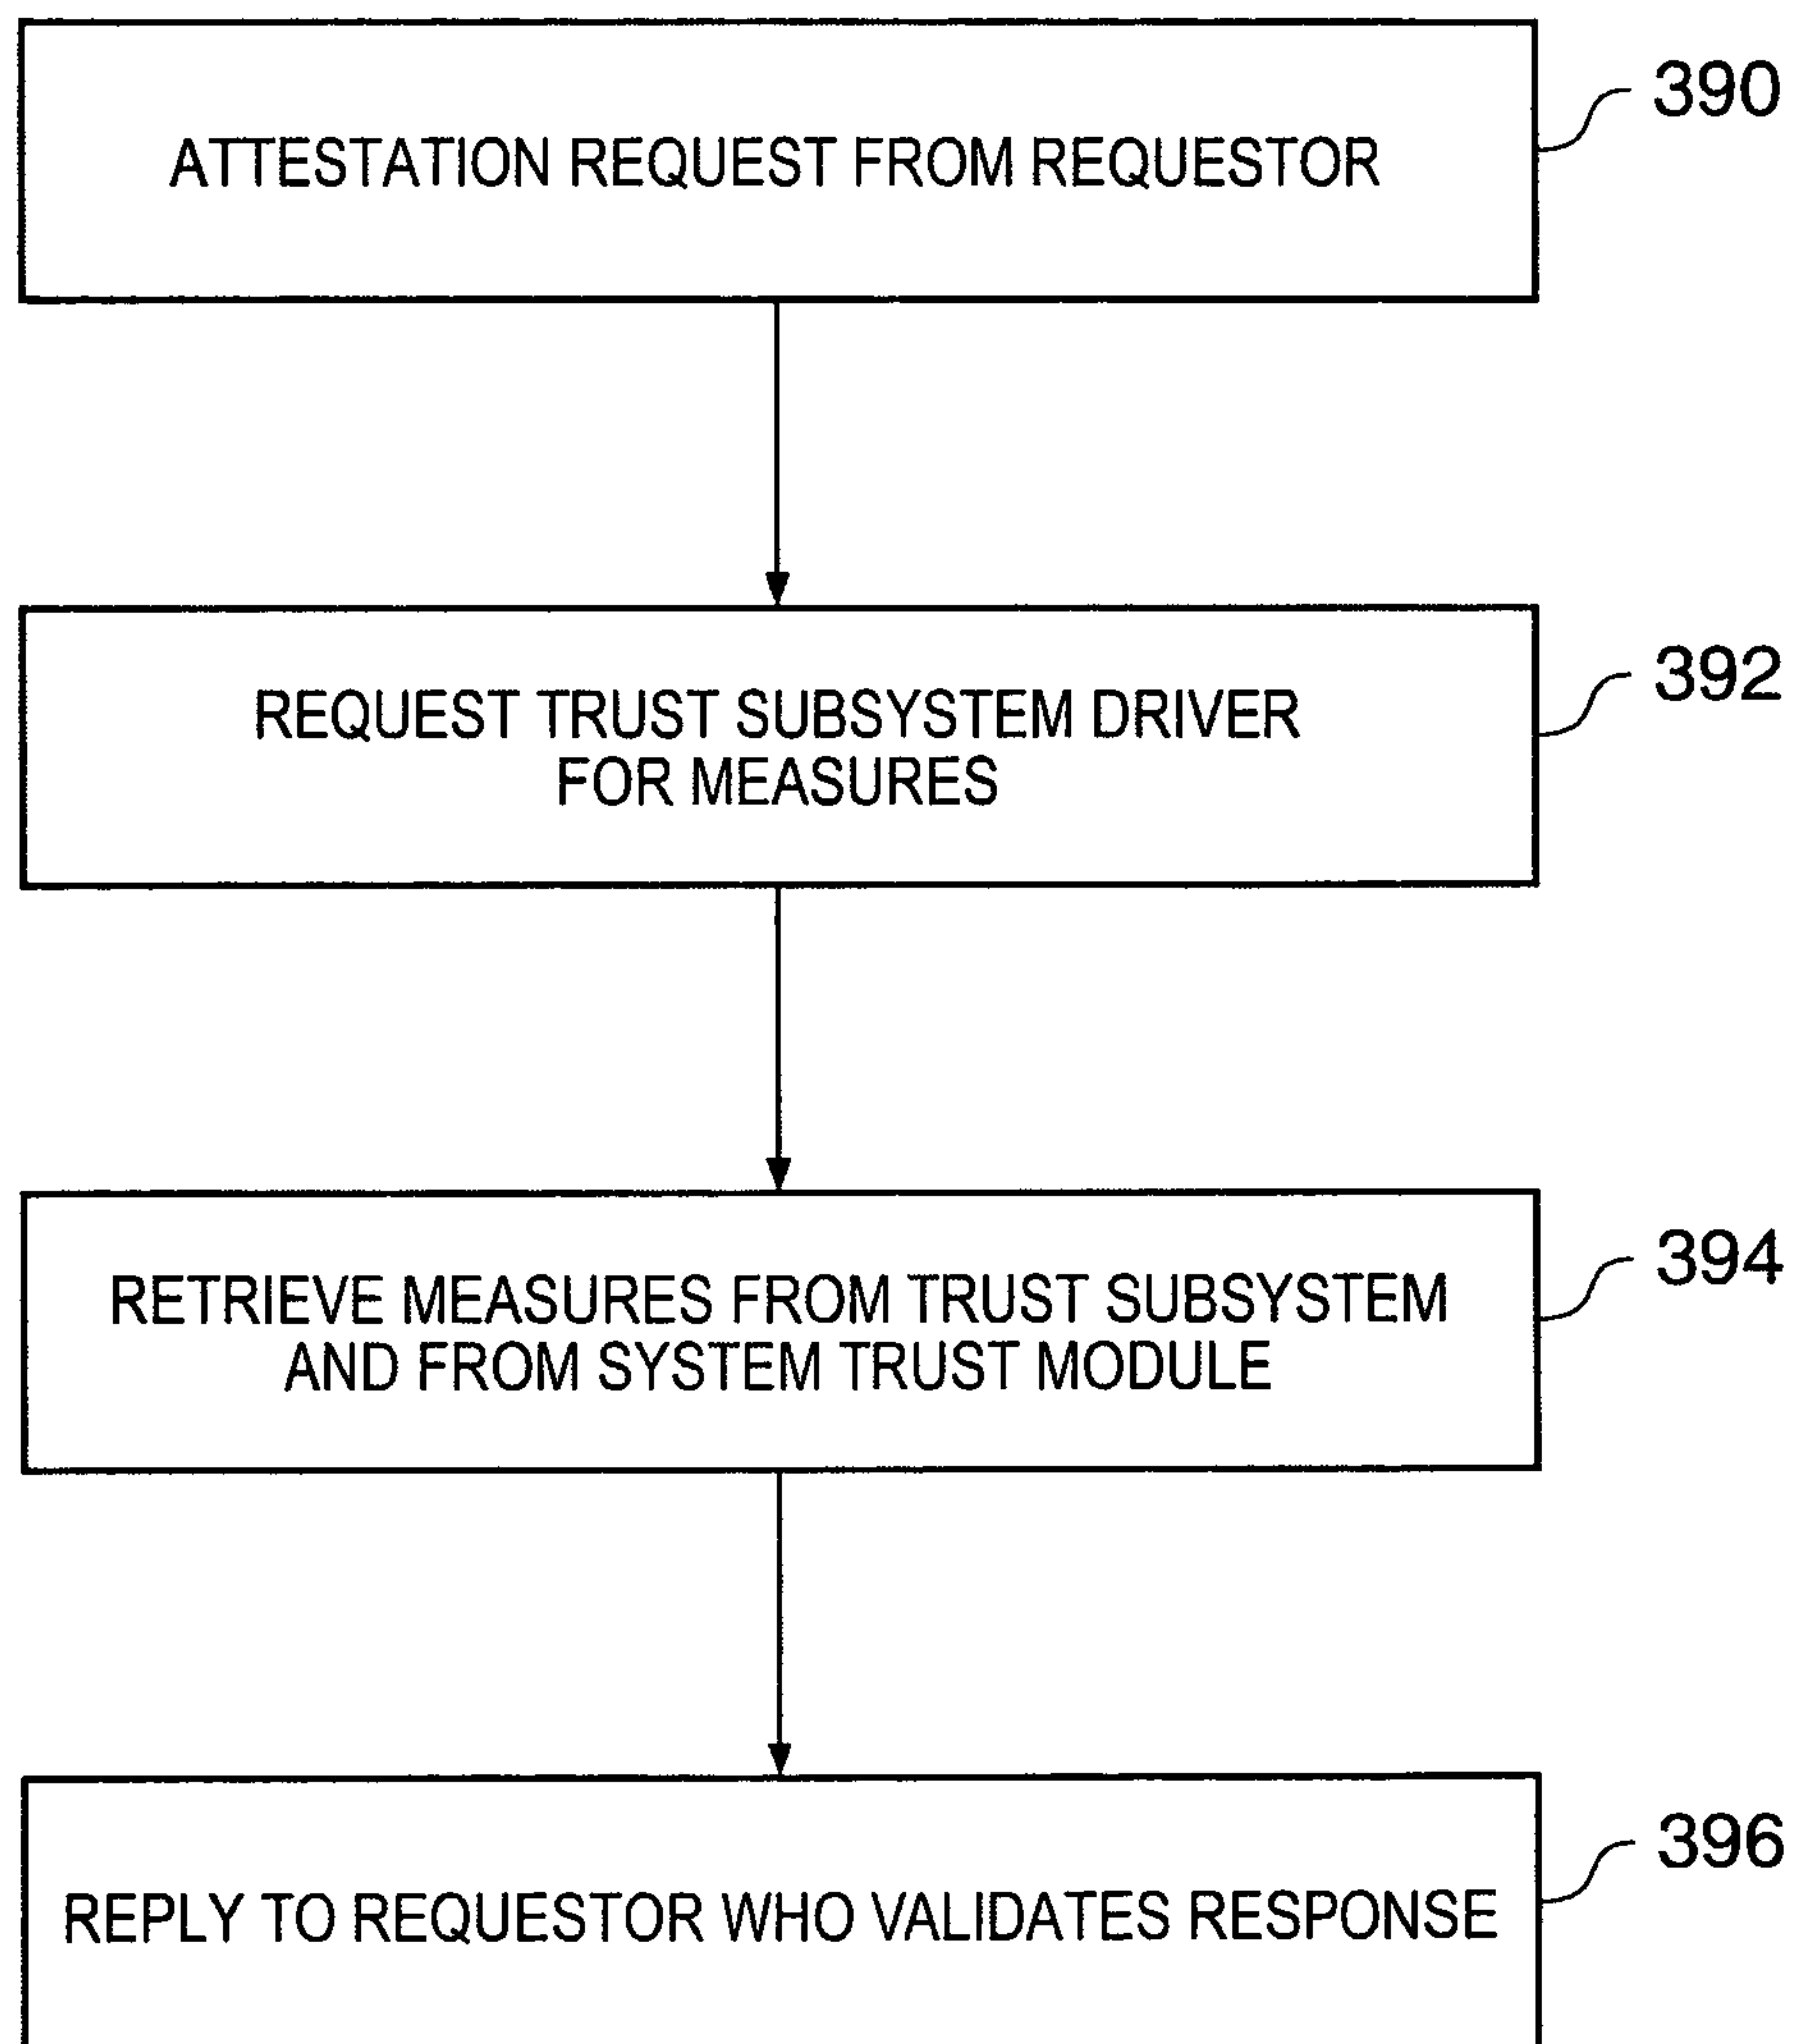 ATTESTATION REQUEST FROM REQUESTOR
390
REQUEST TRUST SUBSYSTEM DRIVER
FOR MEASURES
392
RETRIEVE MEASURES FROM TRUST SUBSYSTEM
AND FROM SYSTEM TRUST MODULE
394
REPLY TO REQUESTOR WHO VALIDATES RESPONSE
396